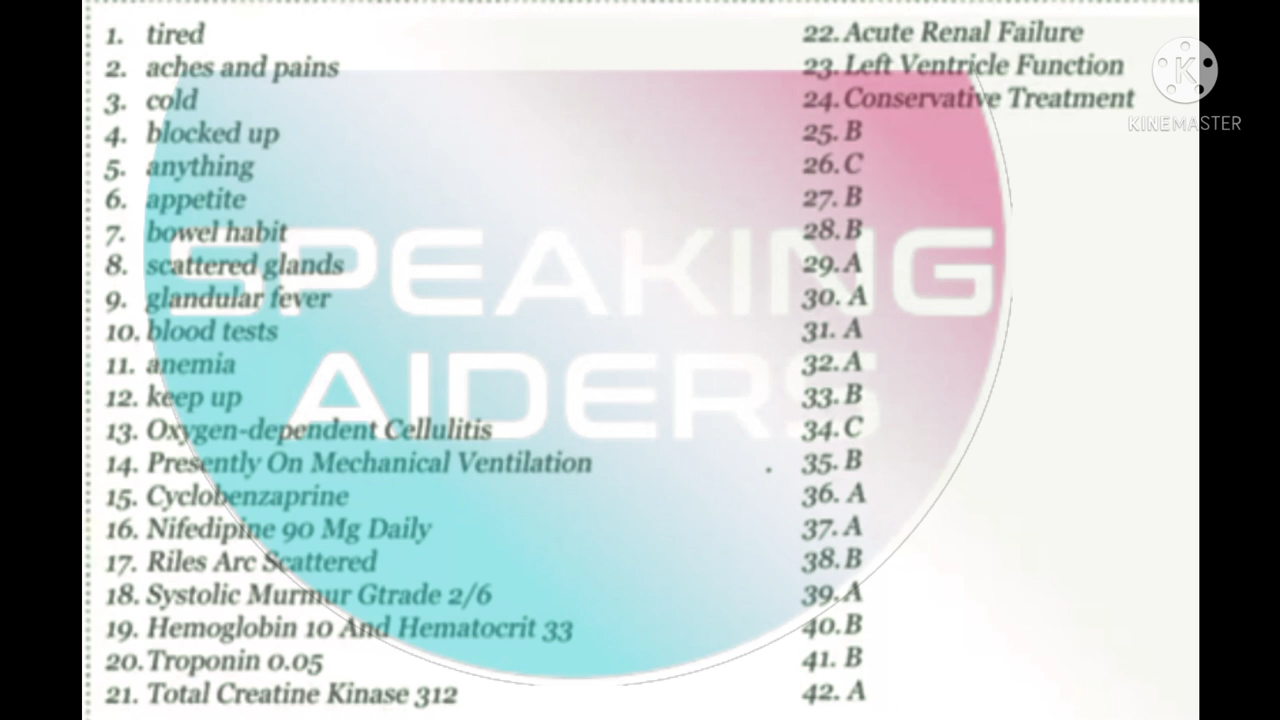 1. tired
2. aches and pains
3. cold
4. blocked up
5. anything
6. appetite
7. bowel habit
8. scattered glands
9. glandular fever
10. blood tests
11. anemia
12. keep up
13. Oxygen-dependent Cellulitis
14. Presently On Mechanical Ventilation
15. Cyclobenzaprine
16. Nifedipine 90 Mg Daily
17. Riles Arc Scattered
18. Systolic Murmur Gtrade 2/6
19. Hemoglobin 10 And Hematocrit 33
20. Troponin 0.05
21. Total Creatine Kinase 312
22. Acute Renal Failure
23. Left Ventricle Function
24. Conservative Treatment
25. B
26. C
27. B
28. B
29. A
30. A
31. A
32. A
33. B
34. C
35. B
36. A
37. A
38. B
39. A
40. B
41. B
42. A
SPEAKING
AIDERS
K
KINEMASTER